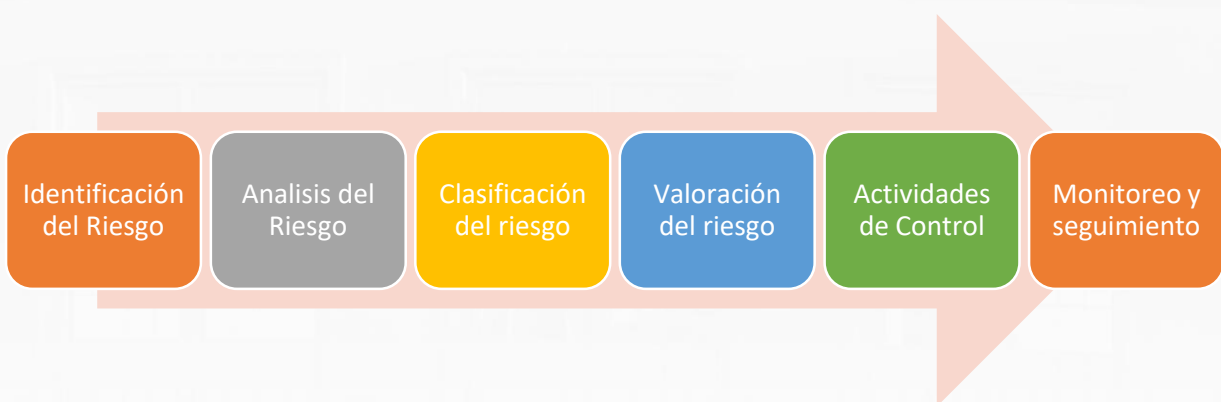 Identificación
del Riesgo
Analisis del
Riesgo
Clasificación
del riesgo
Valoración
del riesgo
Actividades
de Control
Monitoreo y
seguimiento